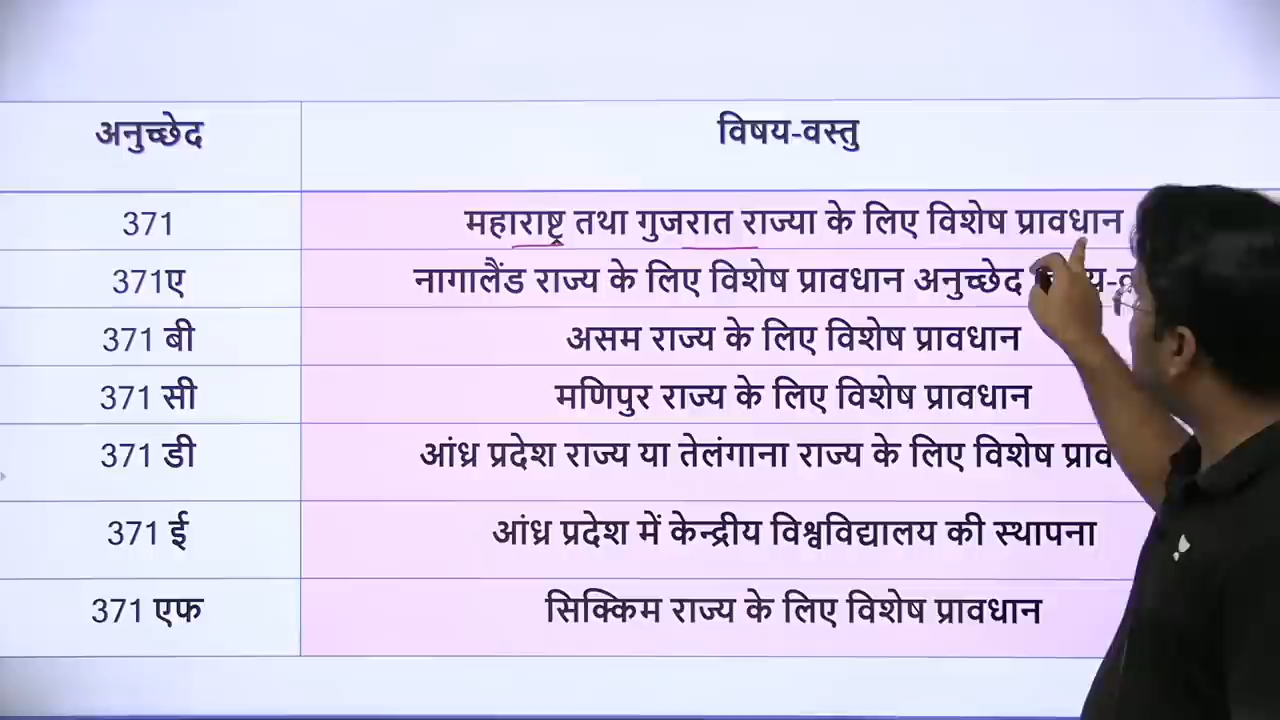 अनुच्छेद विषय-वस्तु
371 महाराष्ट्र तथा गुजरात राज्या के लिए विशेष प्रावधान
371ए नागालैंड राज्य के लिए विशेष प्रावधान अनुच्छेद
371 बी असम राज्य के लिए विशेष प्रावधान
371 सी मणिपुर राज्य के लिए विशेष प्रावधान
371 डी आंध्र प्रदेश राज्य या तेलंगाना राज्य के लिए विशेष
371 ई आंध्र प्रदेश में केन्द्रीय विश्वविद्यालय की स्थापना
371 एफ सिक्किम राज्य के लिए विशेष प्रावधान